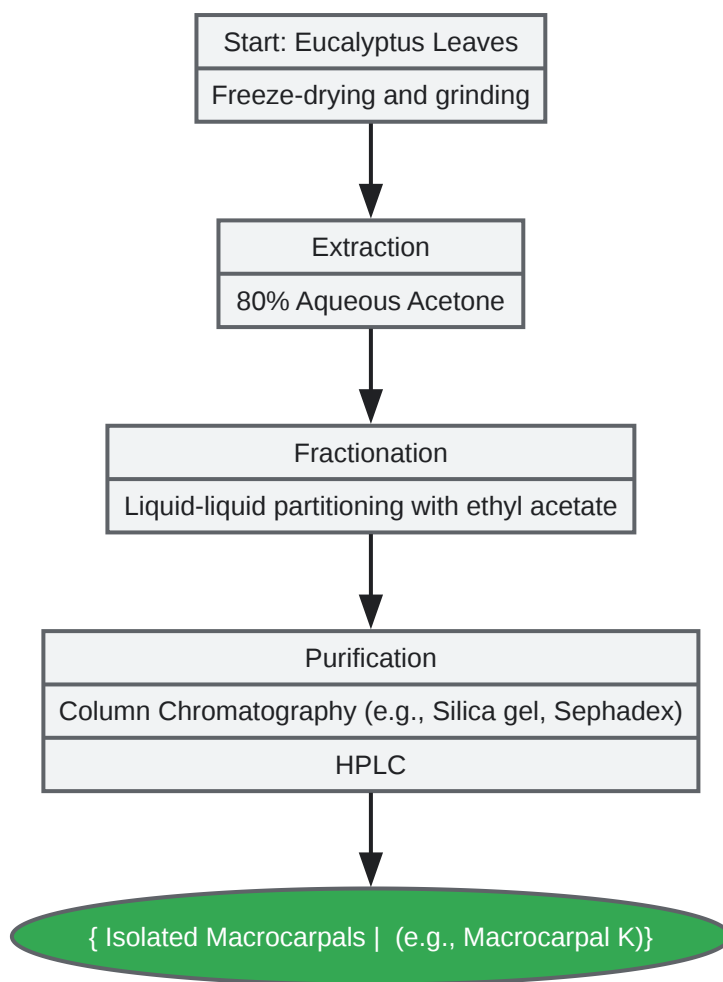 Start: Eucalyptus Leaves
Freeze-drying and grinding
Extraction
80% Aqueous Acetone
Fractionation
Liquid-liquid partitioning with ethyl acetate
Purification
Column Chromatography (e.g., Silica gel, Sephadex)
HPLC
{ Isolated Macrocarpals |  (e.g., Macrocarpal K)}